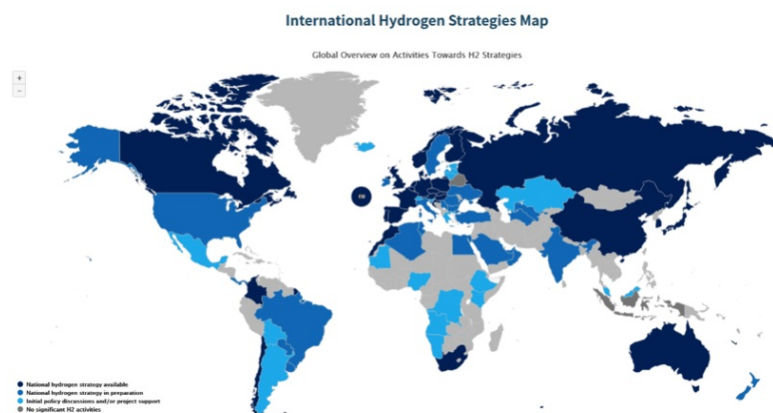 International Hydrogen Strategies Map
Global Overview on Activities Towards H2 Strategies
+
−
National hydrogen strategy available
National hydrogen strategy in preparation
Initial policy discussions and/or project support
No significant H2 activities